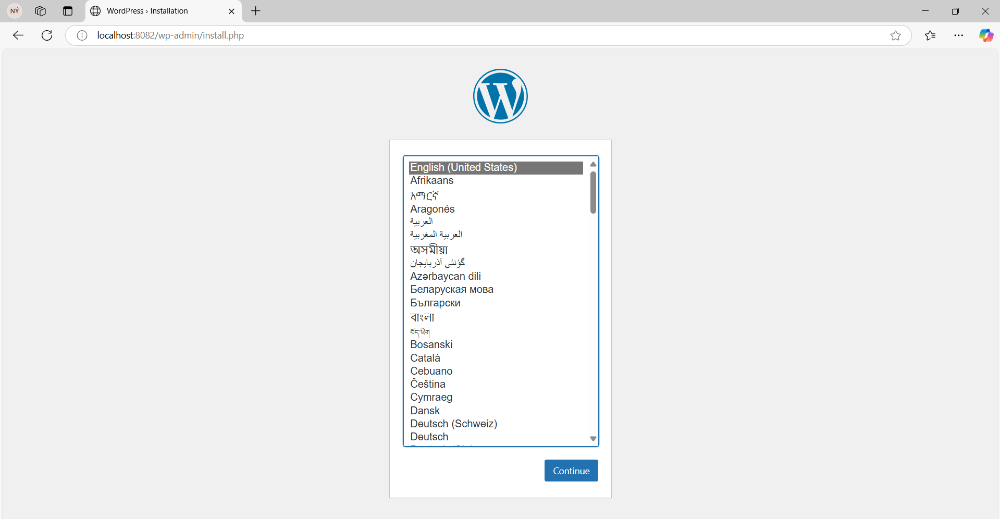 NÝ
WordPress › Installation
localhost:8082/wp-admin/install.php
English (United States)
Afrikaans
አማርኛ
Aragonés
العربية
العربية المغربية
অসমীয়া
گؤنئی آذربایجان
Azərbaycan dili
Беларуская мова
Български
বাংলা
བོད་ཡིག
Bosanski
Català
Cebuano
Čeština
Cymraeg
Dansk
Deutsch (Schweiz)
Deutsch
Continue